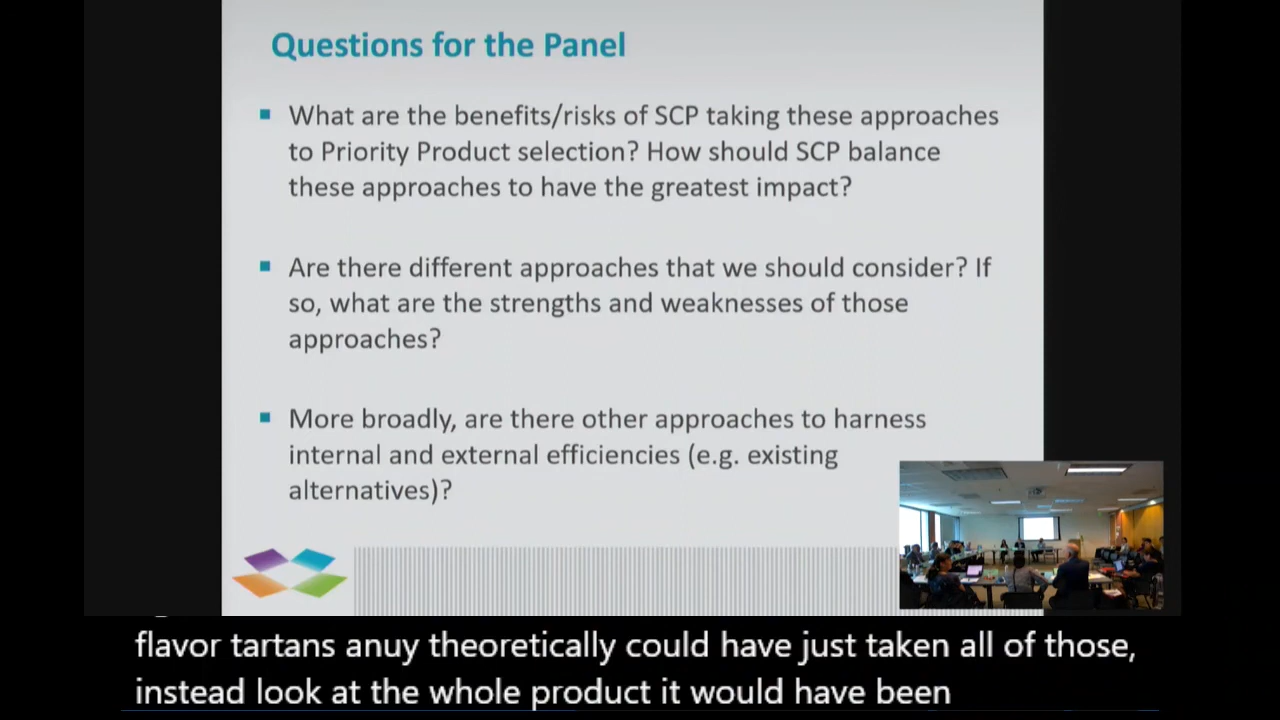 Questions for the Panel
What are the benefits/risks of SCP taking these approaches
to Priority Product selection? How should SCP balance
these approaches to have the greatest impact?
Are there different approaches that we should consider? If
so, what are the strengths and weaknesses of those
approaches?
More broadly, are there other approaches to harness
internal and external efficiencies (e.g. existing
alternatives)?
flavor tartans anuy theoretically could have just taken all of those,
instead look at the whole product it would have been